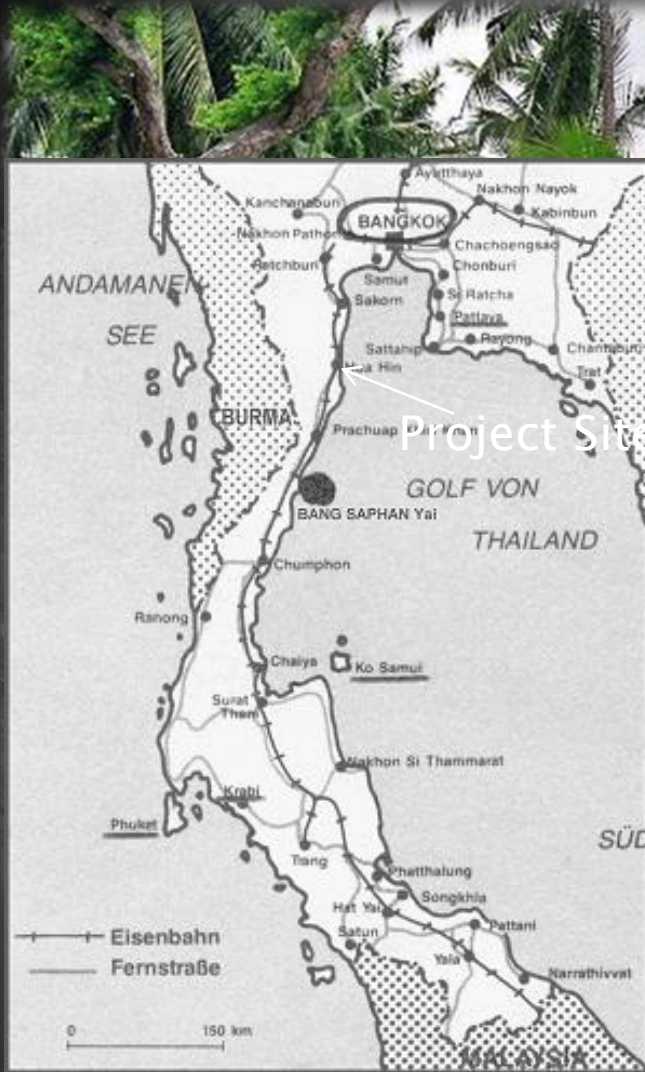 Ayutthaya
Nakhon Nayok
Kanchanaburi
Kabinbun
BANGKOK
Nakhon Pathom
Chachoengsao
Ratchburi
Samut
Sakorn
Chonburi
ANDAMANEN
SEE
Si Ratcha
Pattaya
Sattahip
Rayong
Chantaburi
Hua Hin
Trat
BURMA
Prachuap
Project Site
GOLF VON
THAILAND
BANG SAPHAN Yai
Chumphon
Ranong
Chaiya
Ko Samui
Surat
Thani
Nakhon Si Thammarat
Krabi
Phuket
SÜD
Trang
Phatthalung
Songkhla
Hat Yai
Satun
Pattani
Yala
Narrathivvat
Eisenbahn
Fernstraße
0 150 km
MALAYSIA